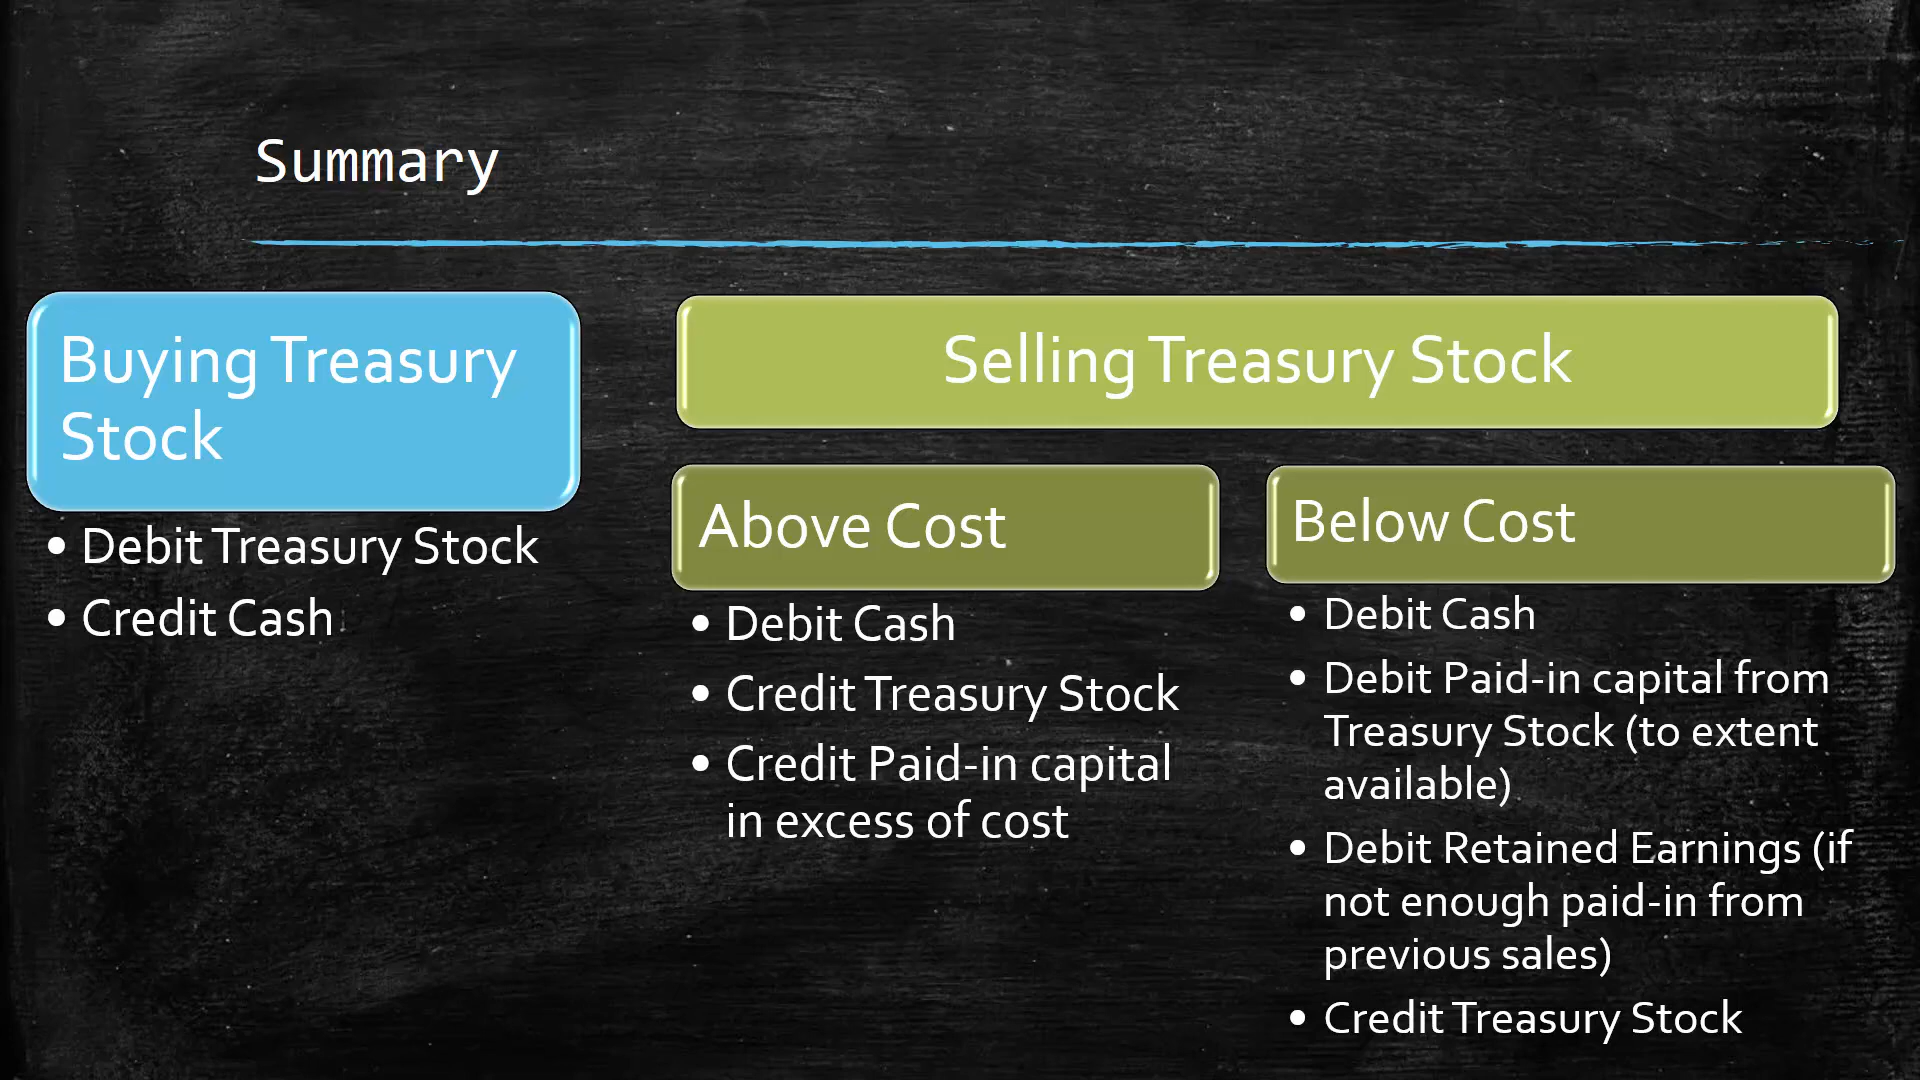 Summary
Buying Treasury
Stock
• Debit Treasury Stock
• Credit Cash
Selling Treasury Stock
Above Cost
• Debit Cash
• Credit Treasury Stock
• Credit Paid-in capital
in excess of cost
Below Cost
• Debit Cash
• Debit Paid-in capital from
Treasury Stock (to extent
available)
• Debit Retained Earnings (if
not enough paid-in from
previous sales)
• Credit Treasury Stock